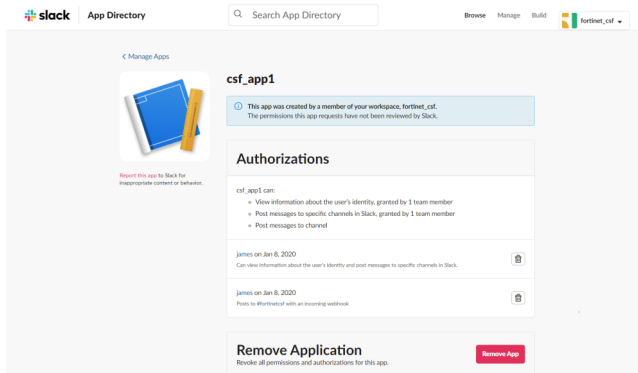 slack
App Directory
Search App Directory
Browse
Manage
Build
fortinet_csf
< Manage Apps
csf_app1
This app was created by a member of your workspace, fortinet_csf.
The permissions this app requests have not been reviewed by Slack.
Report this app to Slack for
inappropriate content or behavior.
Authorizations
csf_app1 can:
View information about the user's identity, granted by 1 team member
Post messages to specific channels in Slack, granted by 1 team member
Post messages to channel
james on Jan 8, 2020
Can view information about the user's identity and post messages to specific channels in Slack.
james on Jan 8, 2020
Posts to #fortinetcsf with an incoming webhook
Remove Application
Revoke all permissions and authorizations for this app.
Remove App